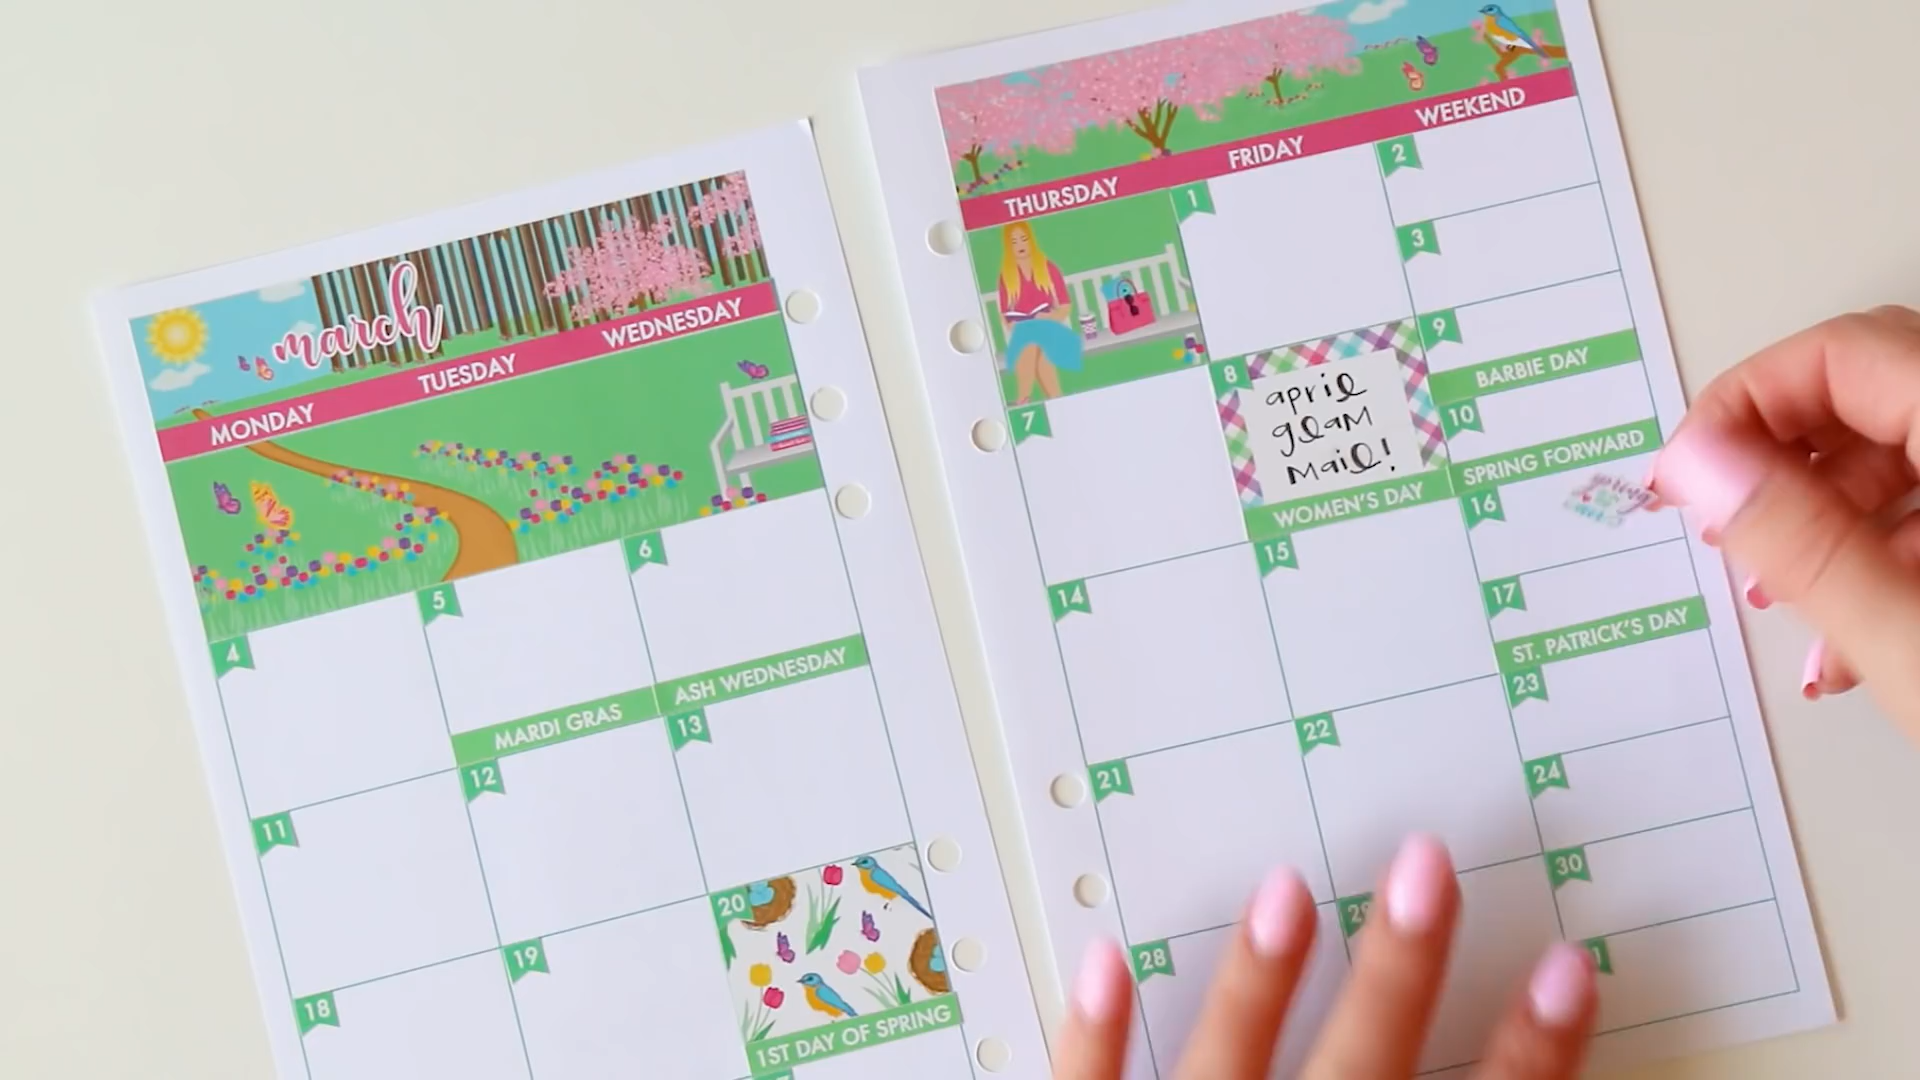 march
MONDAY
TUESDAY
WEDNESDAY
4
5
6
MARDI GRAS
ASH WEDNESDAY
11
12
13
18
19
20
1ST DAY OF SPRING
THURSDAY
FRIDAY
WEEKEND
1
2
3
7
8
april
glam
mail!
WOMEN'S DAY
9
BARBIE DAY
10
SPRING FORWARD
14
15
16
spring
17
ST. PATRICK'S DAY
21
22
23
24
28
29
30